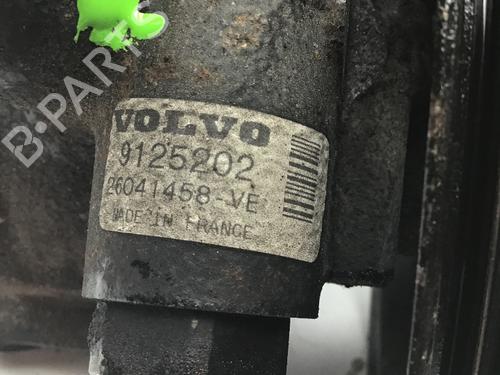 B-PARTS
VOLVO
9125202
26041458-VE
MADE IN FRANCE